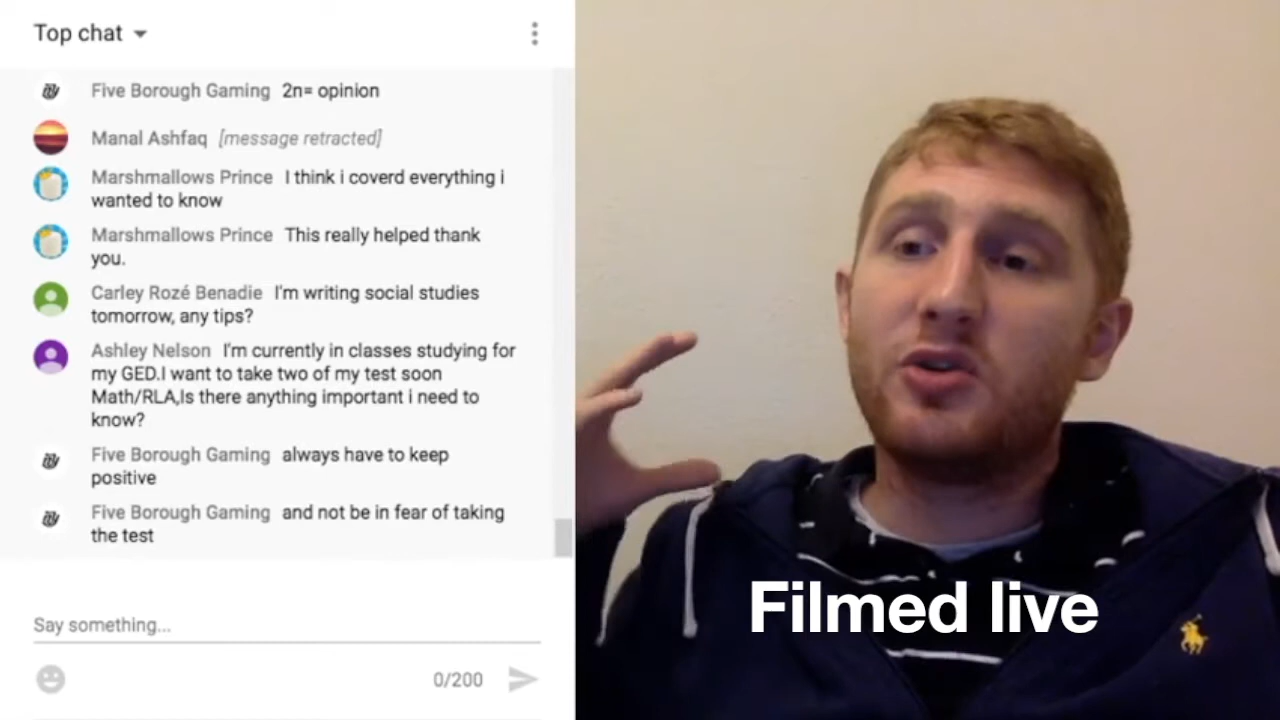 Top chat
Five Borough Gaming 2n= opinion
Manal Ashfaq [message retracted]
Marshmallows Prince I think i coverd everything i
wanted to know
Marshmallows Prince This really helped thank
you.
Carley Rozé Benadie I'm writing social studies
tomorrow, any tips?
Ashley Nelson I'm currently in classes studying for
my GED.I want to take two of my test soon
Math/RLA,Is there anything important i need to
know?
Five Borough Gaming always have to keep
positive
Five Borough Gaming and not be in fear of taking
the test
Say something...
0/200
Filmed live